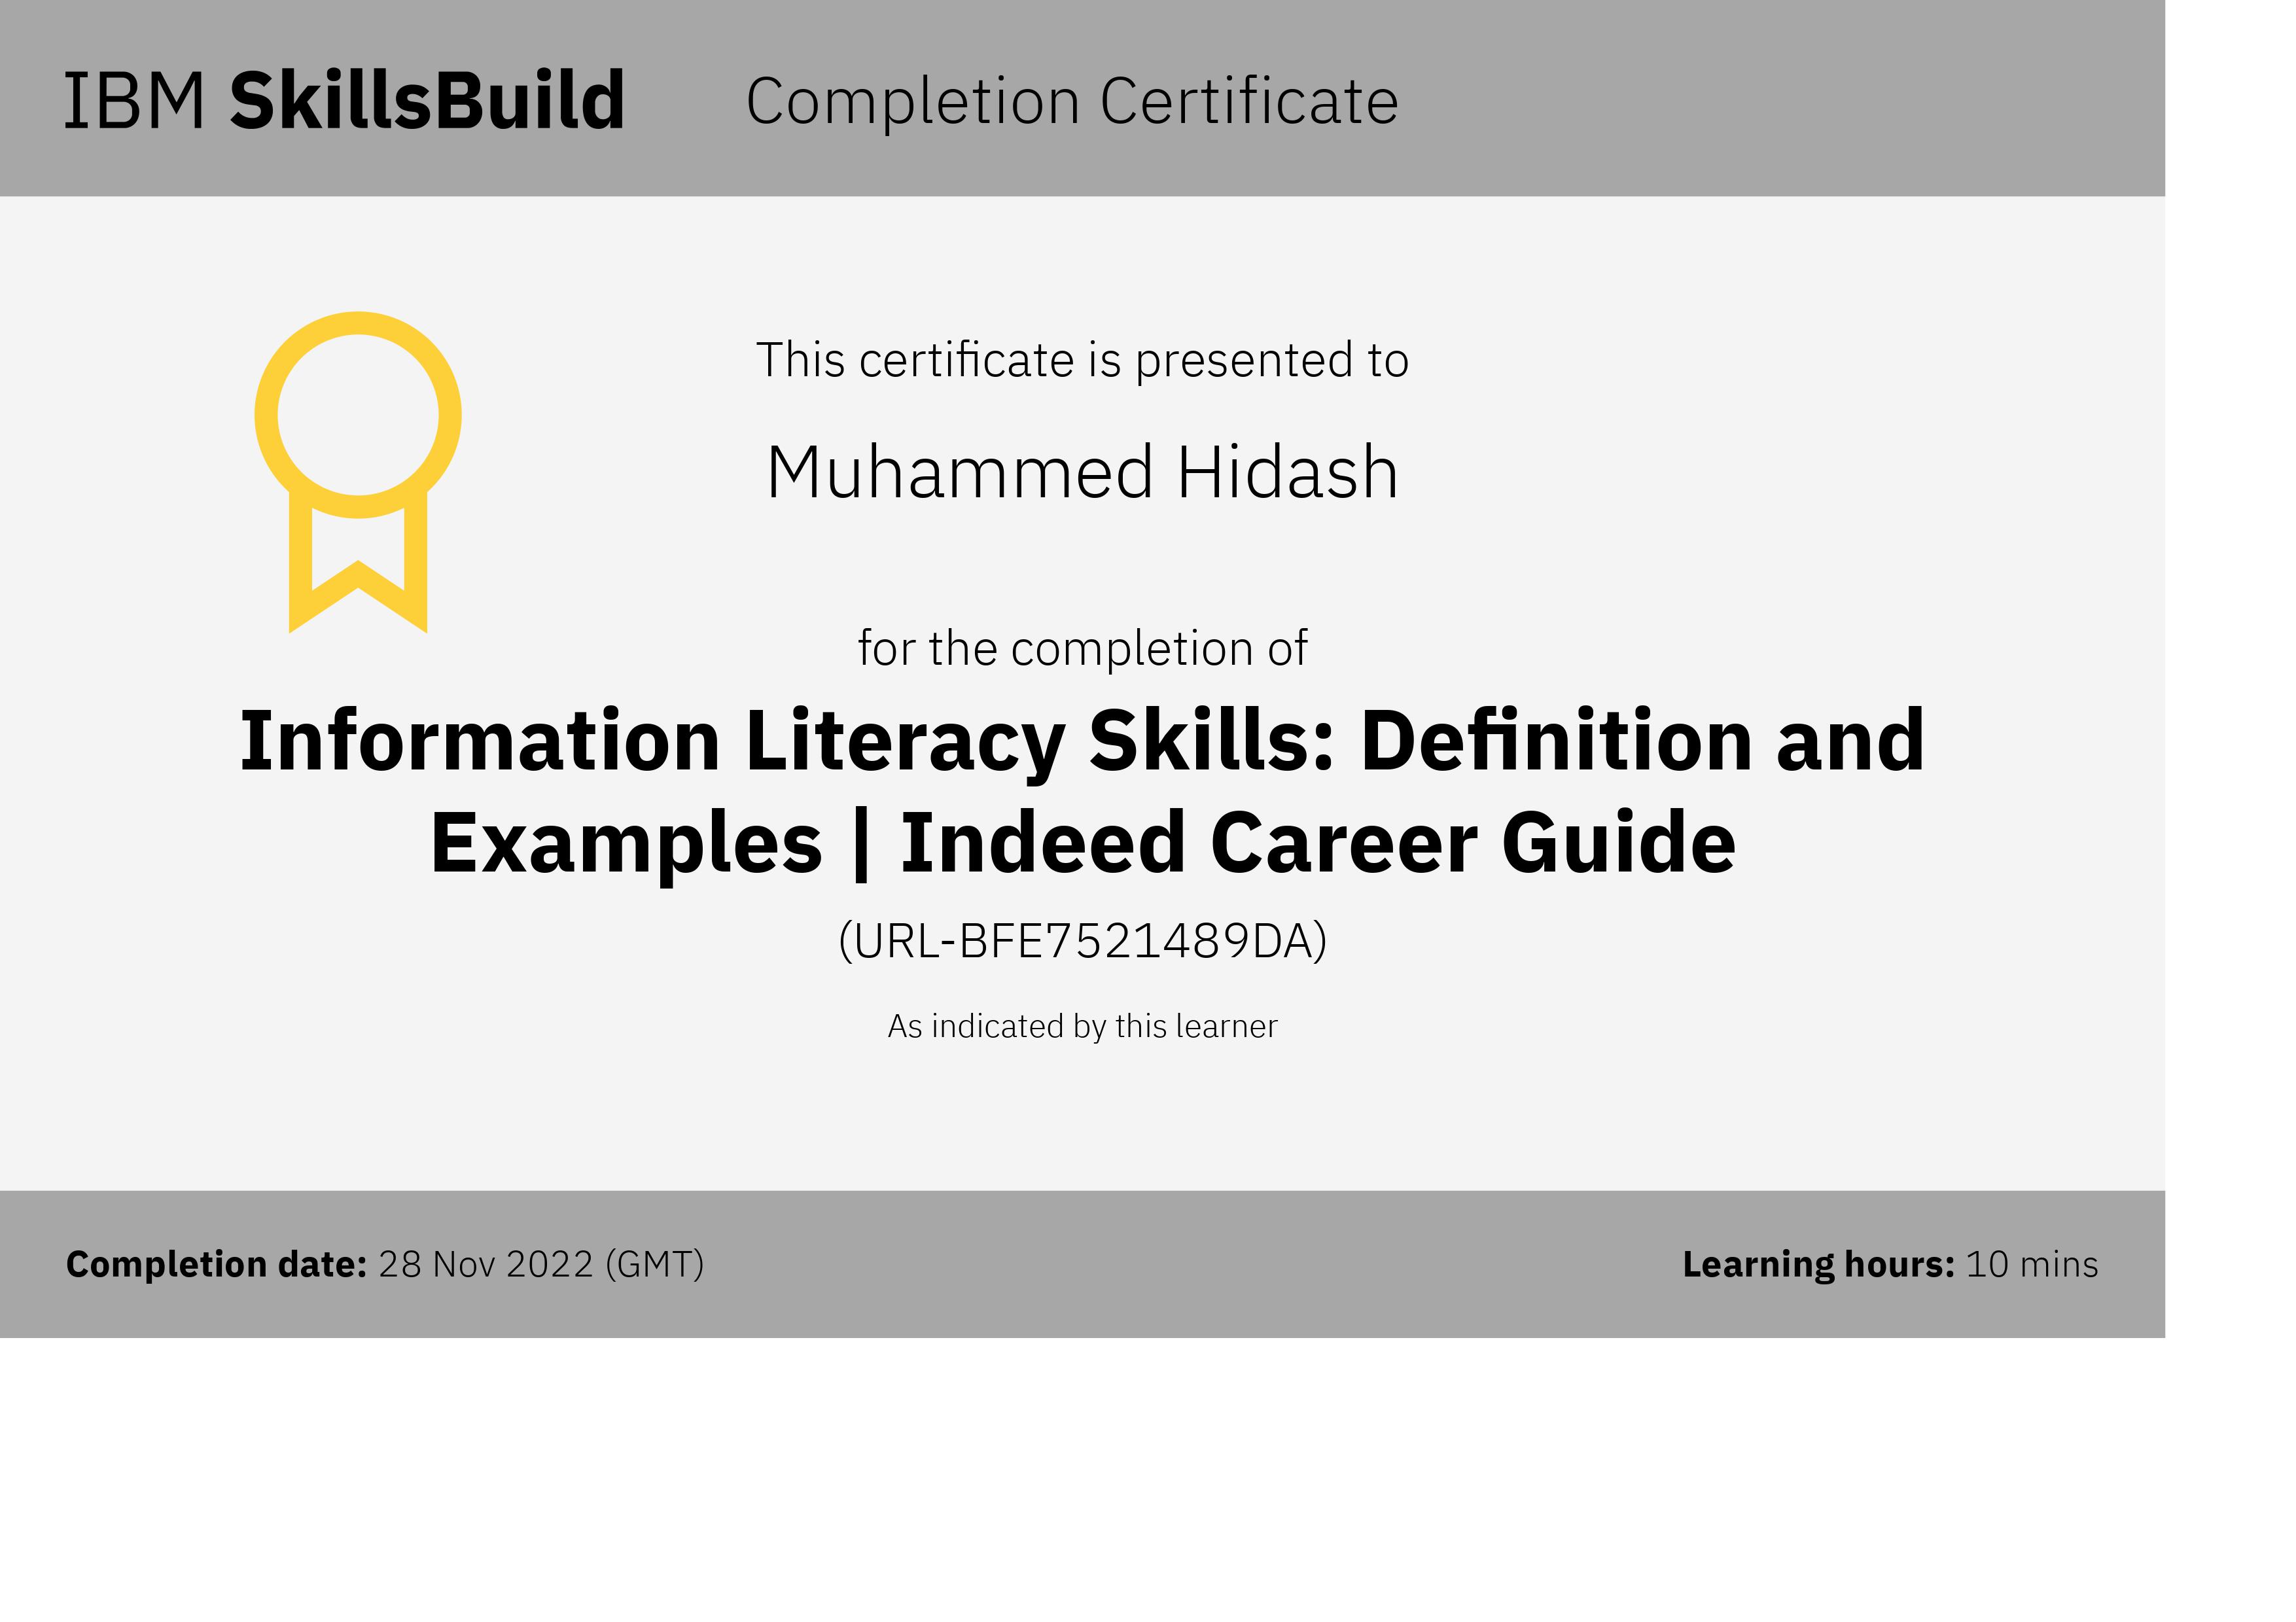 IBM SkillsBuild Completion Certificate
This certificate is presented to
Muhammed Hidash
for the completion of
Information Literacy Skills: Definition and
Examples | Indeed Career Guide
(URL-BFE7521489DA)
As indicated by this learner
Completion date: 28 Nov 2022 (GMT)
Learning hours: 10 mins